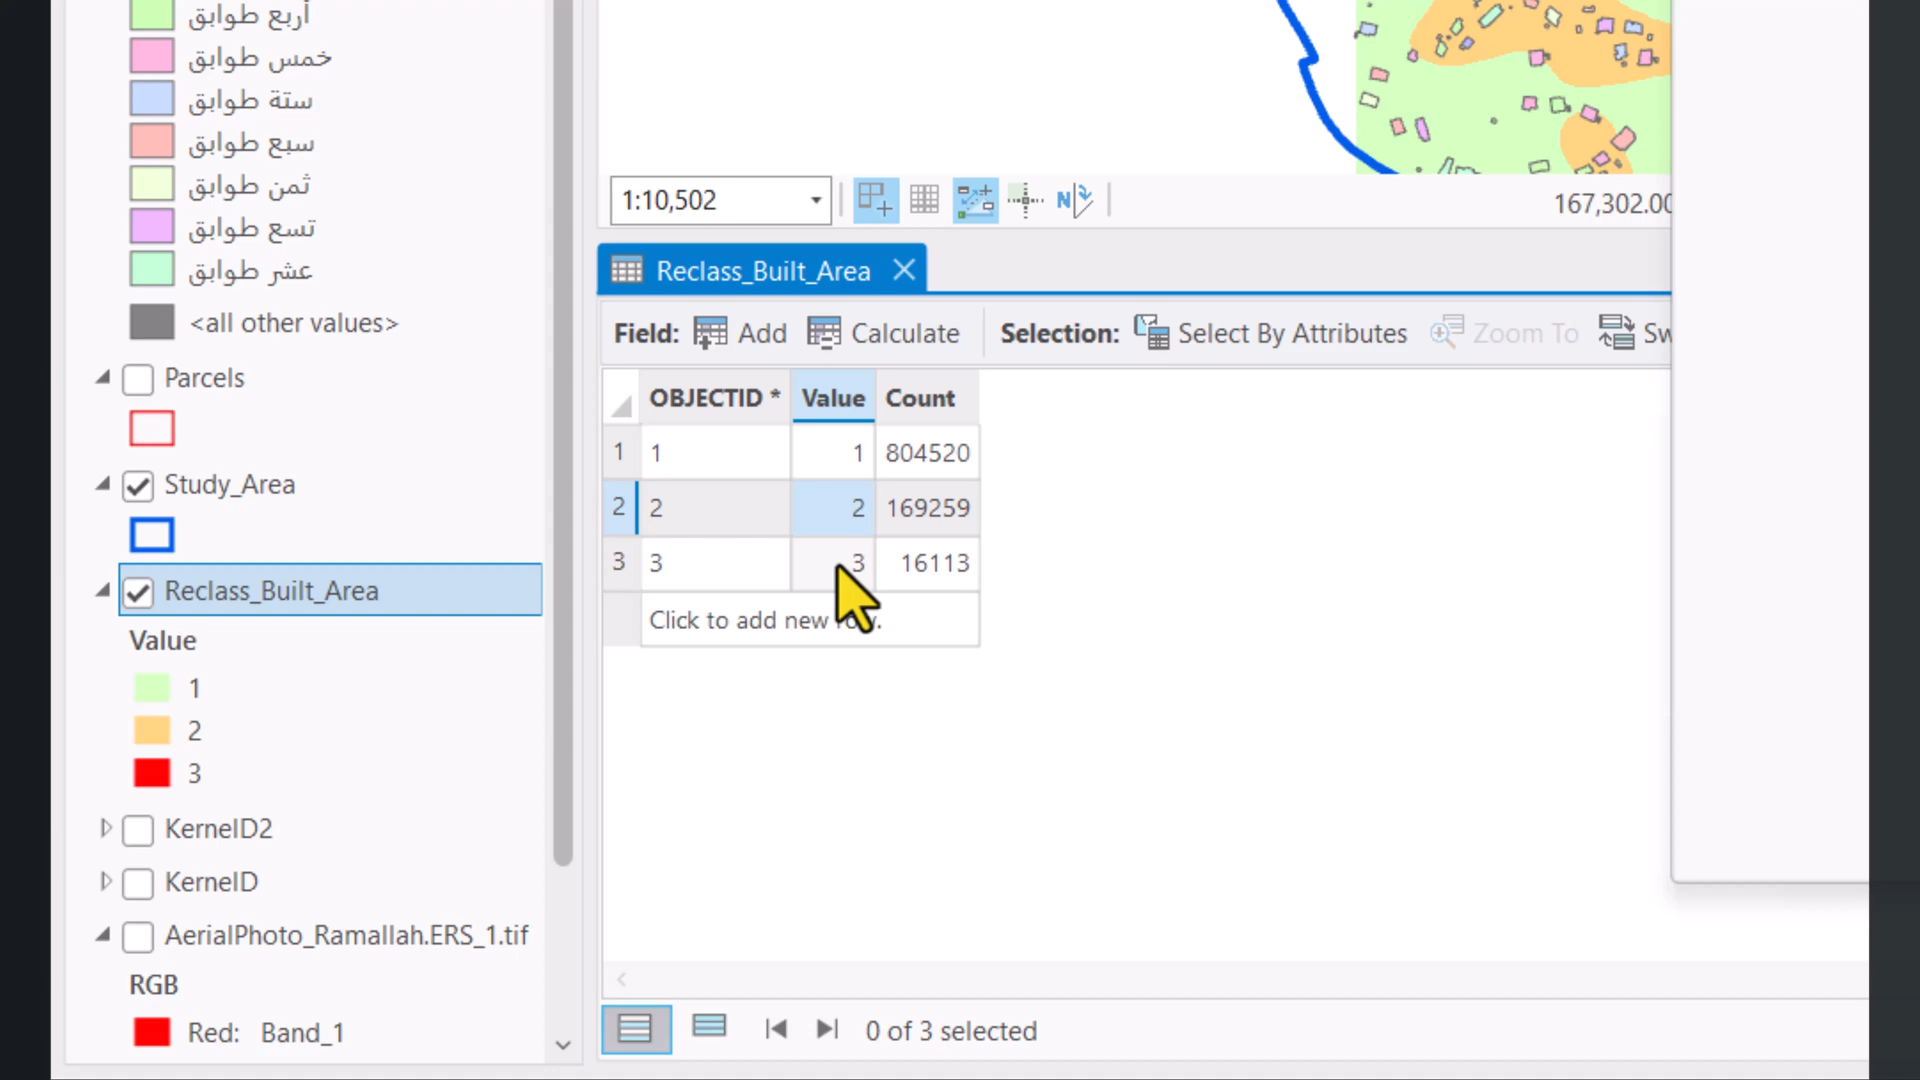 أربع طوابق
خمس طوابق
ستة طوابق
سبع طوابق
ثمن طوابق
تسع طوابق
عشر طوابق
<all other values>
Parcels
Study_Area
Reclass_Built_Area
Value
1
2
3
KernelD2
KernelD
AerialPhoto_Ramallah.ERS_1.tif
RGB
Red: Band_1
1:10,502
167,302.00
Reclass_Built_Area
Field: Add Calculate Selection: Select By Attributes Zoom To Sw
OBJECTID * Value Count
1 1 1 804520
2 2 2 169259
3 3 3 16113
Click to add new row.
0 of 3 selected